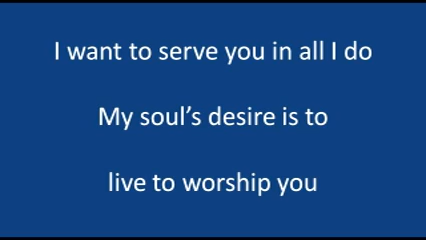 I want to serve you in all I do
My soul’s desire is to
live to worship you